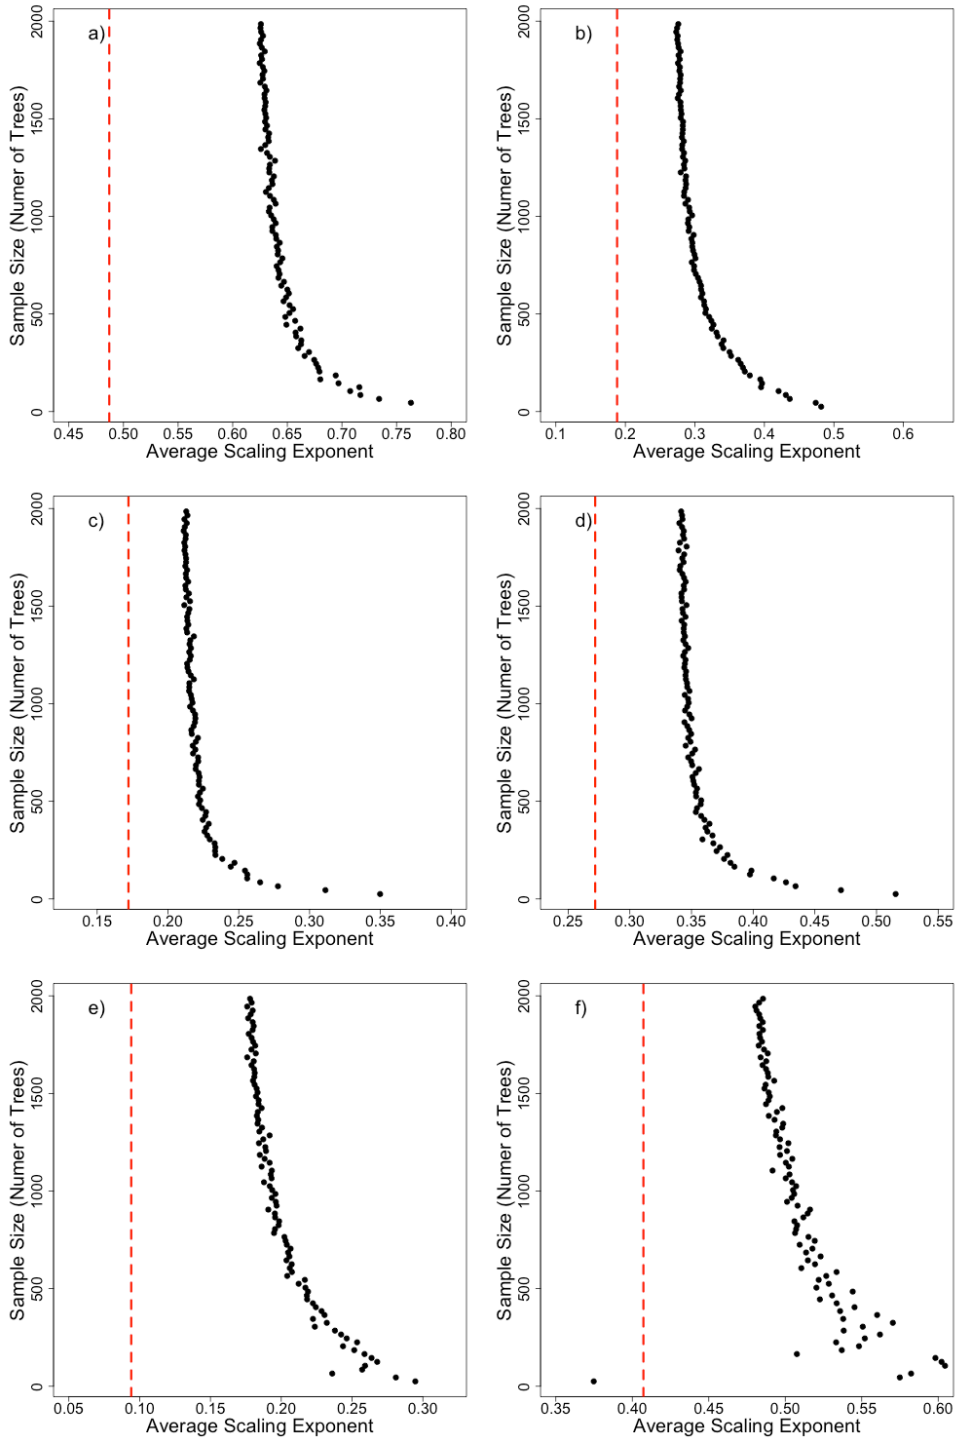 a)
Sample Size (Numer of Trees)
2000
1500
1000
500
0
0.45 0.50 0.55 0.60 0.65 0.70 0.75 0.80
Average Scaling Exponent
b)
Sample Size (Numer of Trees)
2000
1500
1000
500
0
0.1 0.2 0.3 0.4 0.5 0.6
Average Scaling Exponent
c)
Sample Size (Numer of Trees)
2000
1500
1000
500
0
0.15 0.20 0.25 0.30 0.35 0.40
Average Scaling Exponent
d)
Sample Size (Numer of Trees)
2000
1500
1000
500
0
0.25 0.30 0.35 0.40 0.45 0.50 0.55
Average Scaling Exponent
e)
Sample Size (Numer of Trees)
2000
1500
1000
500
0
0.05 0.10 0.15 0.20 0.25 0.30
Average Scaling Exponent
f)
Sample Size (Numer of Trees)
2000
1500
1000
500
0
0.35 0.40 0.45 0.50 0.55 0.60
Average Scaling Exponent